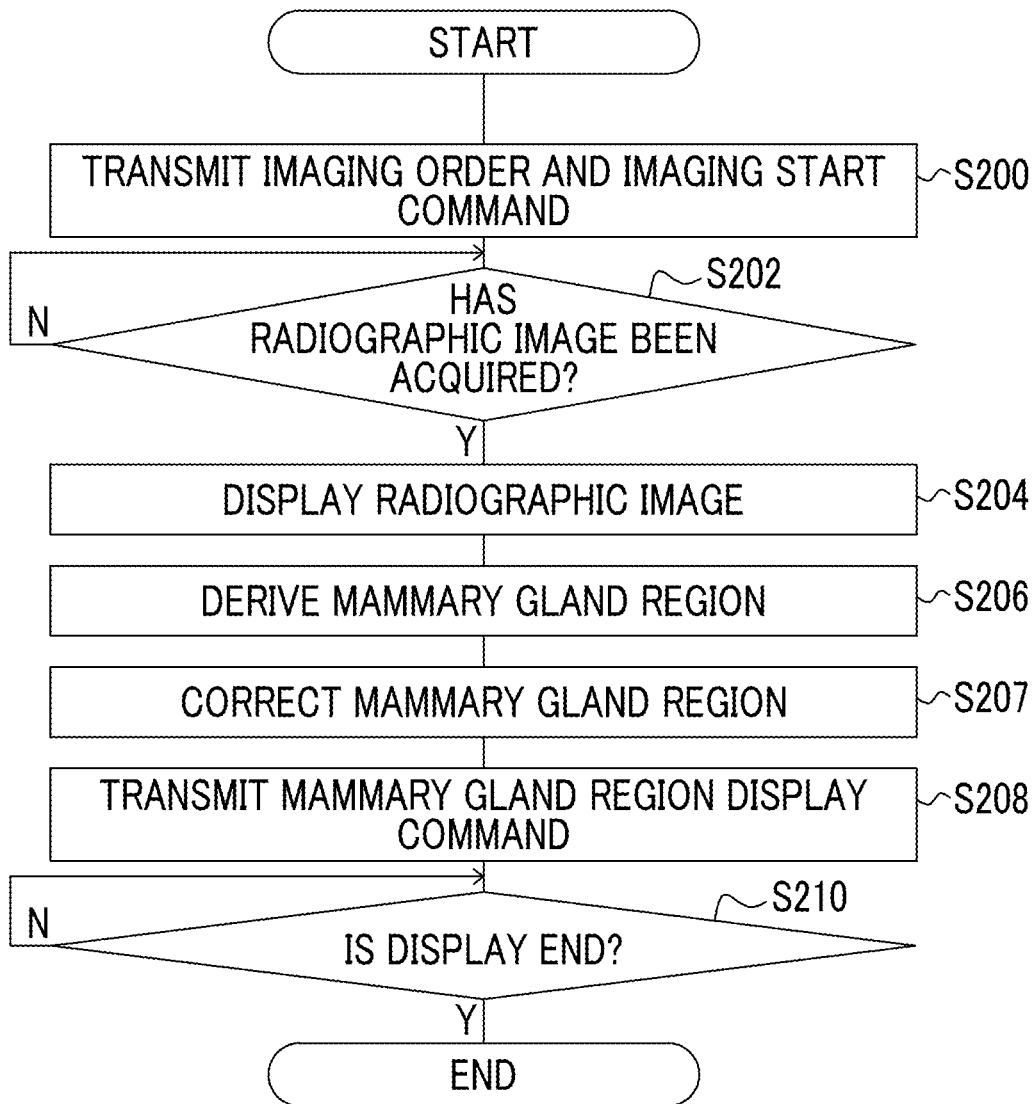 START
TRANSMIT IMAGING ORDER AND IMAGING START
COMMAND
S200
S202
HAS
RADIOGRAPHIC IMAGE BEEN
ACQUIRED?
N
Y
DISPLAY RADIOGRAPHIC IMAGE
S204
DERIVE MAMMARY GLAND REGION
S206
CORRECT MAMMARY GLAND REGION
S207
TRANSMIT MAMMARY GLAND REGION DISPLAY
COMMAND
S208
S210
N
IS DISPLAY END?
Y
END